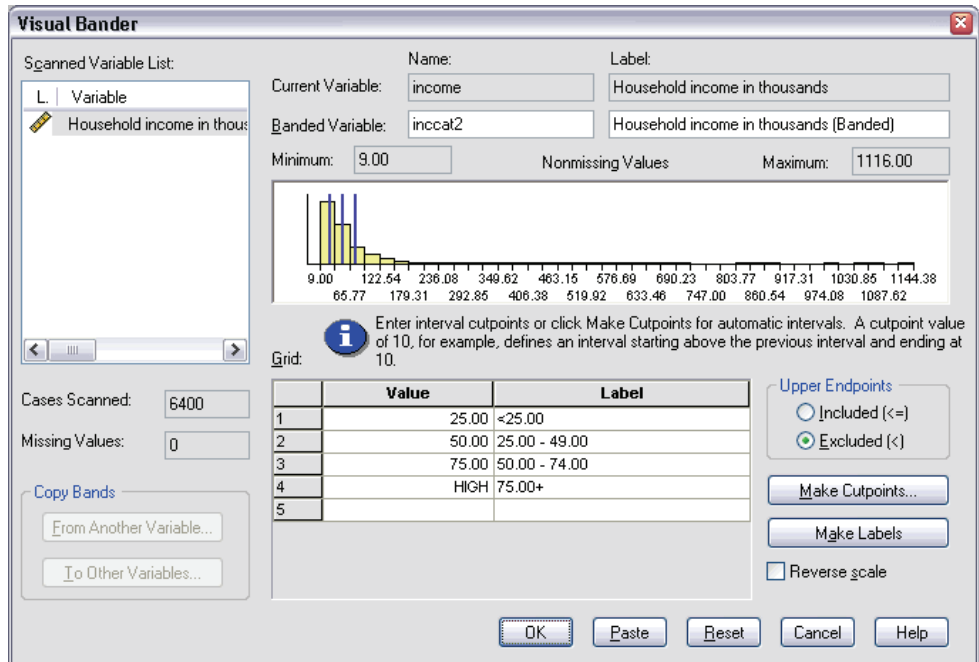 Visual Bander
Scanned Variable List:
L. Variable
Household income in thous
Name: Label:
Current Variable: income Household income in thousands
Banded Variable: inccat2 Household income in thousands (Banded)
Minimum: 9.00 Nonmissing Values Maximum: 1116.00
9.00 122.54 236.08 349.62 463.15 576.69 690.23 803.77 917.31 1030.85 1144.38
65.77 179.31 292.85 406.38 519.92 633.46 747.00 860.54 974.08 1087.62
Enter interval cutpoints or click Make Cutpoints for automatic intervals. A cutpoint value
of 10, for example, defines an interval starting above the previous interval and ending at
10.
Grid:
Value Label
1 25.00 <25.00
2 50.00 25.00 - 49.00
3 75.00 50.00 - 74.00
4 HIGH 75.00+
5
Cases Scanned: 6400
Missing Values: 0
Copy Bands
From Another Variable...
To Other Variables...
Upper Endpoints
Included (<=)
Excluded (<)
Make Cutpoints...
Make Labels
Reverse scale
OK Paste Reset Cancel Help